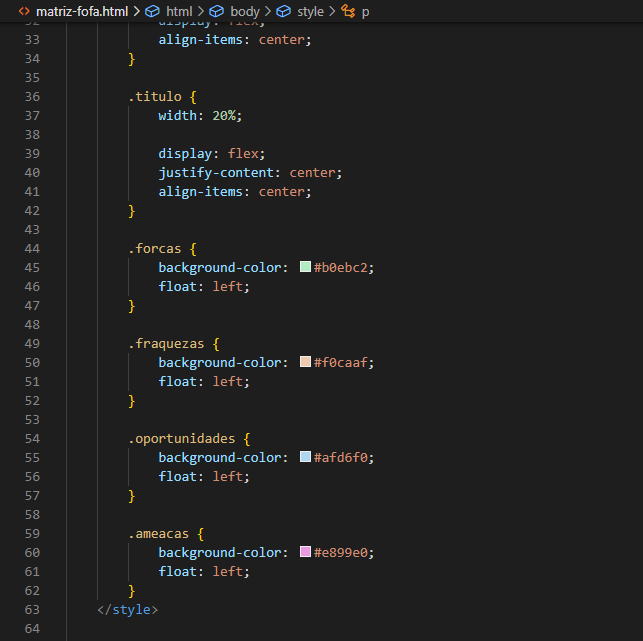 matriz-fofa.html > html > body > style > p
32 display: flex;
33 align-items: center;
34 }
35
36 .titulo {
37 width: 20%;
38
39 display: flex;
40 justify-content: center;
41 align-items: center;
42 }
43
44 .forcas {
45 background-color: #b0ebc2;
46 float: left;
47 }
48
49 .fraquezas {
50 background-color: #f0caaf;
51 float: left;
52 }
53
54 .oportunidades {
55 background-color: #afd6f0;
56 float: left;
57 }
58
59 .ameacas {
60 background-color: #e899e0;
61 float: left;
62 }
63 </style>
64